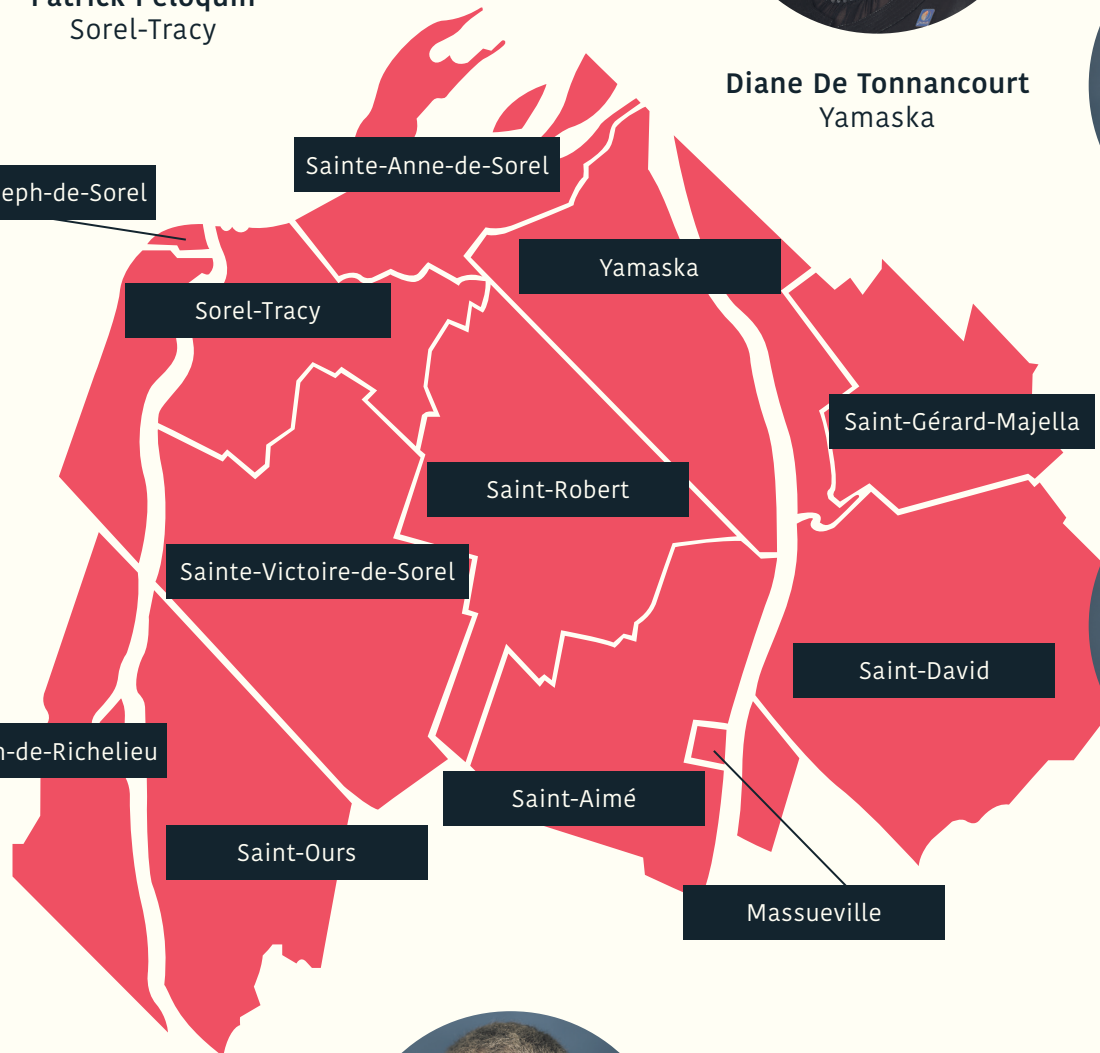 Sorel-Tracy
Diane De Tonnancourt
Yamaska
Sainte-Anne-de-Sorel
eph-de-Sorel
Yamaska
Sorel-Tracy
Saint-Gérard-Majella
Saint-Robert
Sainte-Victoire-de-Sorel
Saint-David
-de-Richelieu
Saint-Aimé
Saint-Ours
Massueville